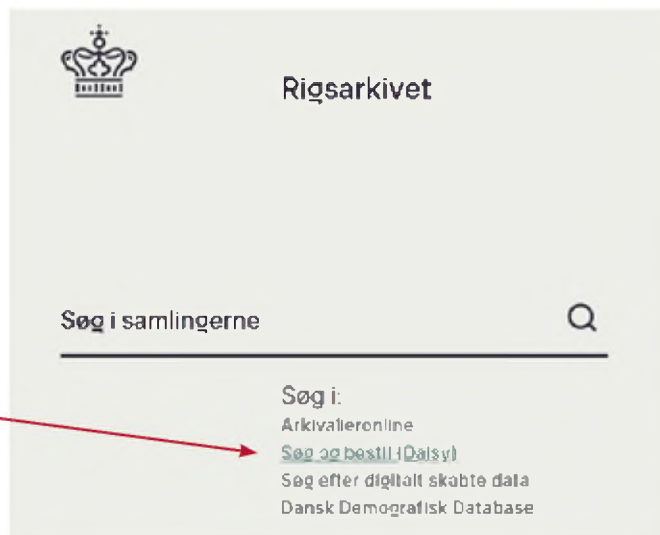 Rigsarkivet
Søg i samlingerne
Søg i:
Arkivalieronline
Søg og bestil (Daisy)
Søg efter digitalt skabte data
Dansk Demografisk Database